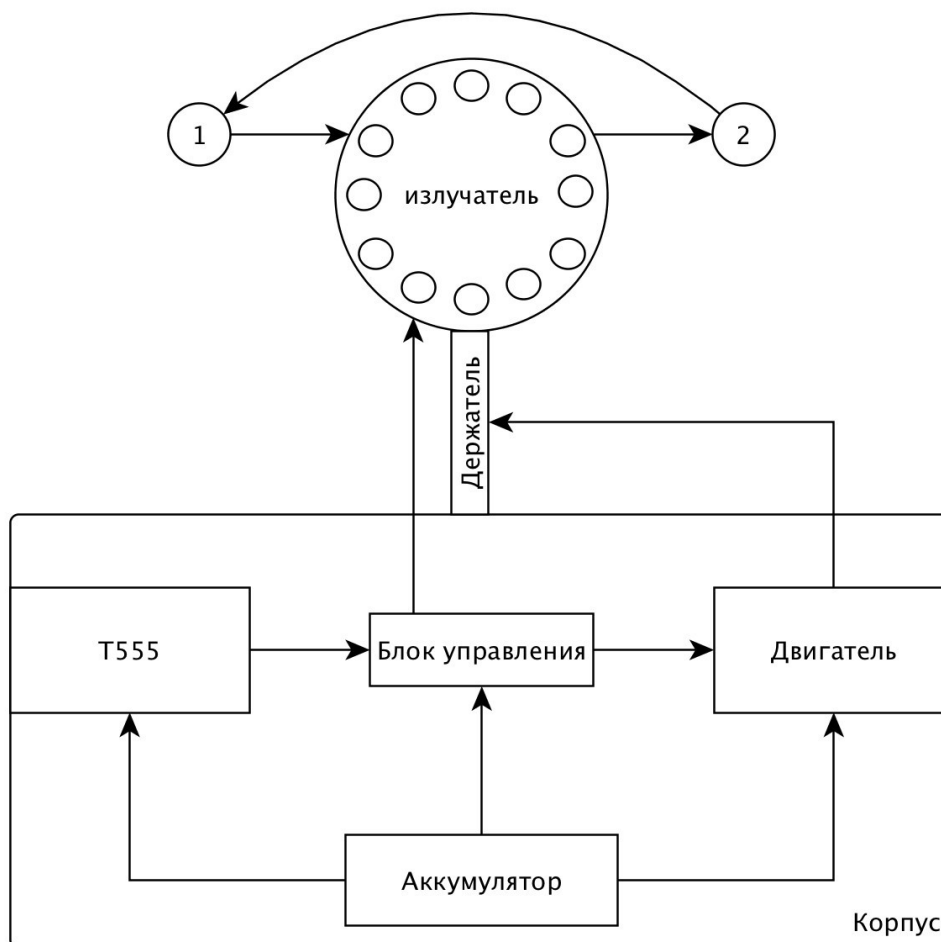 1
2
излучатель
Держатель
T555
Блок управления
Двигатель
Аккумулятор
Корпус